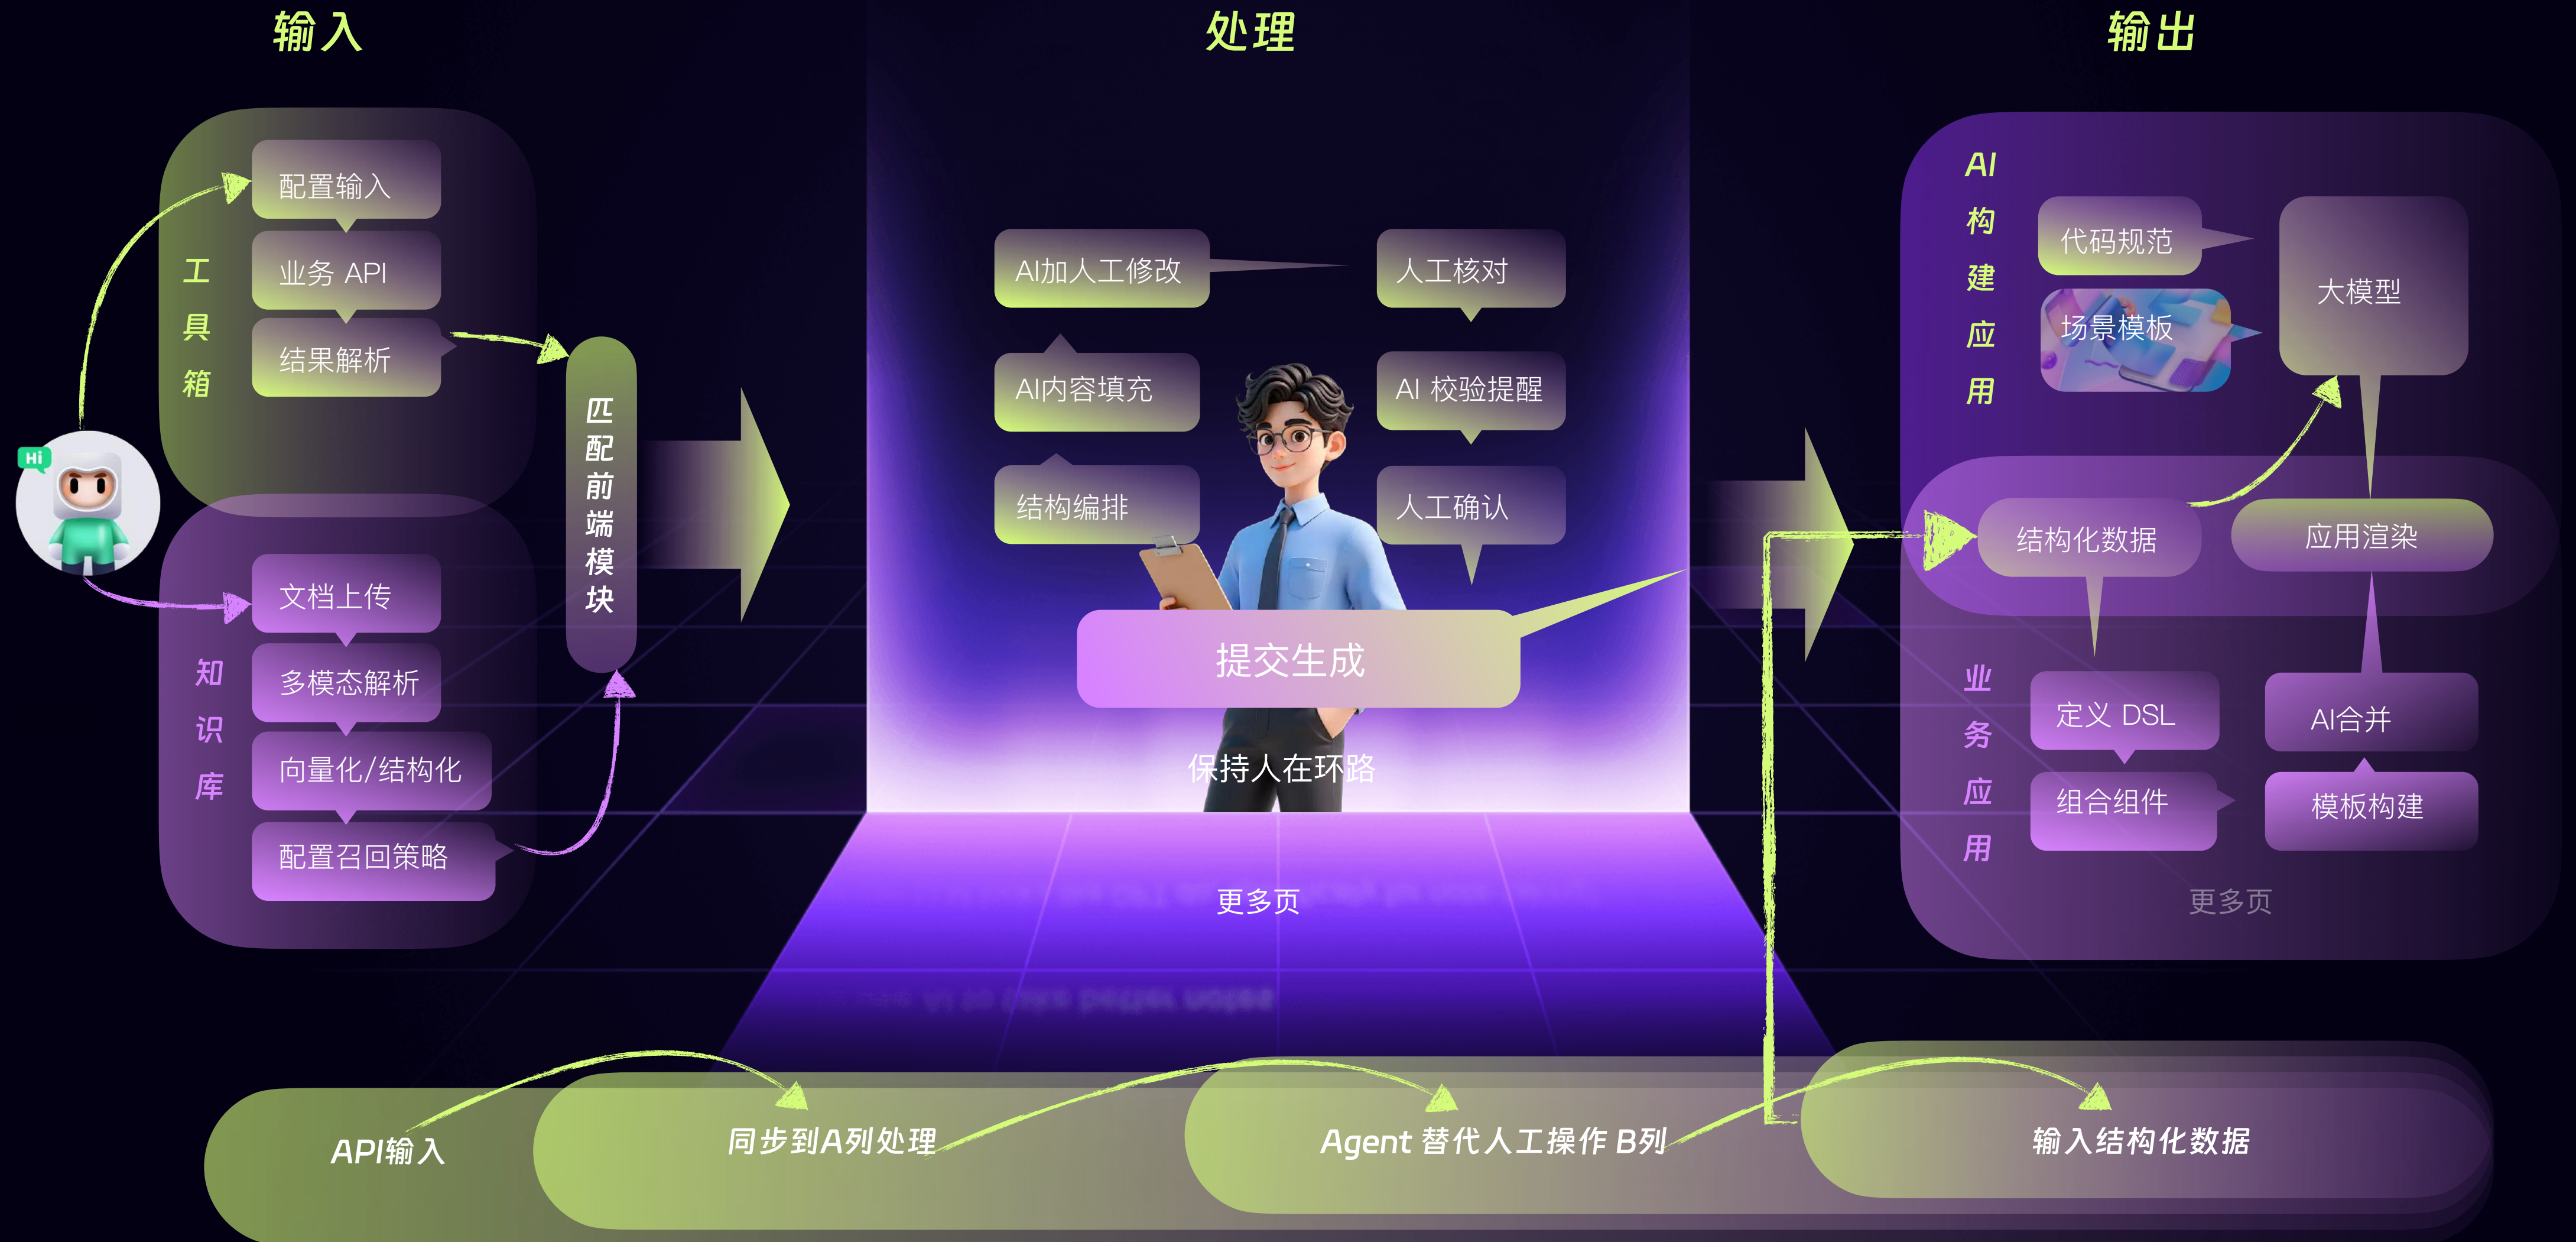 输入
处理
输出
Hi
工具箱
配置输入
业务 API
结果解析
知识库
文档上传
多模态解析
向量化/结构化
配置召回策略
匹配前端模块
AI加人工修改
AI内容填充
结构编排
人工核对
AI 校验提醒
人工确认
提交生成
保持人在环路
更多页
AI构建应用
代码规范
场景模板
大模型
结构化数据
应用渲染
业务应用
定义 DSL
组合组件
AI合并
模板构建
更多页
API输入
同步到A列处理
Agent 替代人工操作 B列
输入结构化数据